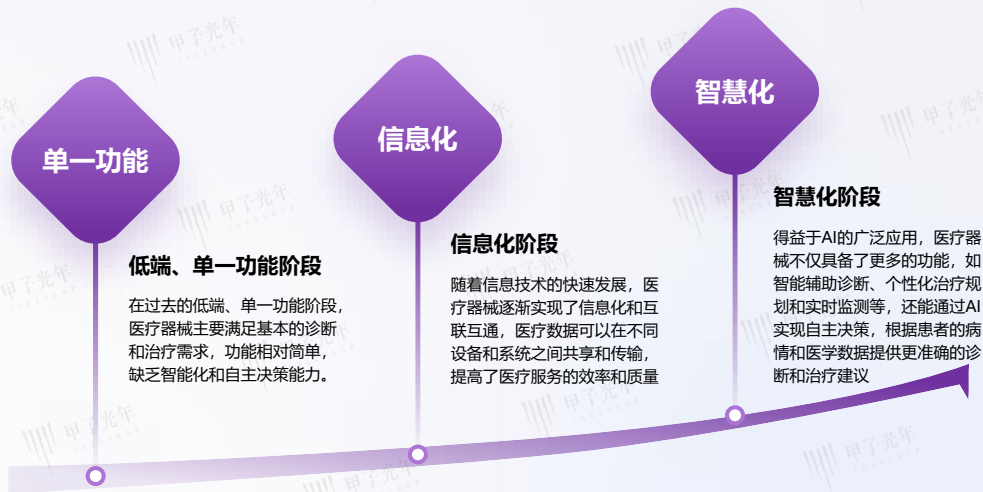 单一功能
低端、单一功能阶段
在过去的低端、单一功能阶段，
医疗器械主要满足基本的诊断
和治疗需求，功能相对简单，
缺乏智能化和自主决策能力。
信息化
信息化阶段
随着信息技术的快速发展，医
疗器械逐渐实现了信息化和互
联互通，医疗数据可以在不同
设备和系统之间共享和传输，
提高了医疗服务的效率和质量
智慧化
智慧化阶段
得益于AI的广泛应用，医疗器
械不仅具备了更多的功能，如
智能辅助诊断、个性化治疗规
划和实时监测等，还能通过AI
实现自主决策，根据患者的病
情和医学数据提供更准确的诊
断和治疗建议
甲子光年